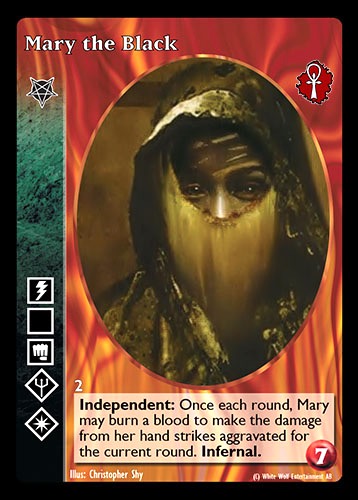 Mary the Black
2
Independent: Once each round, Mary
may burn a blood to make the damage
from her hand strikes aggravated for
the current round. Infernal.
7
Illus: Christopher Shy
(C) White Wolf Entertainment AB